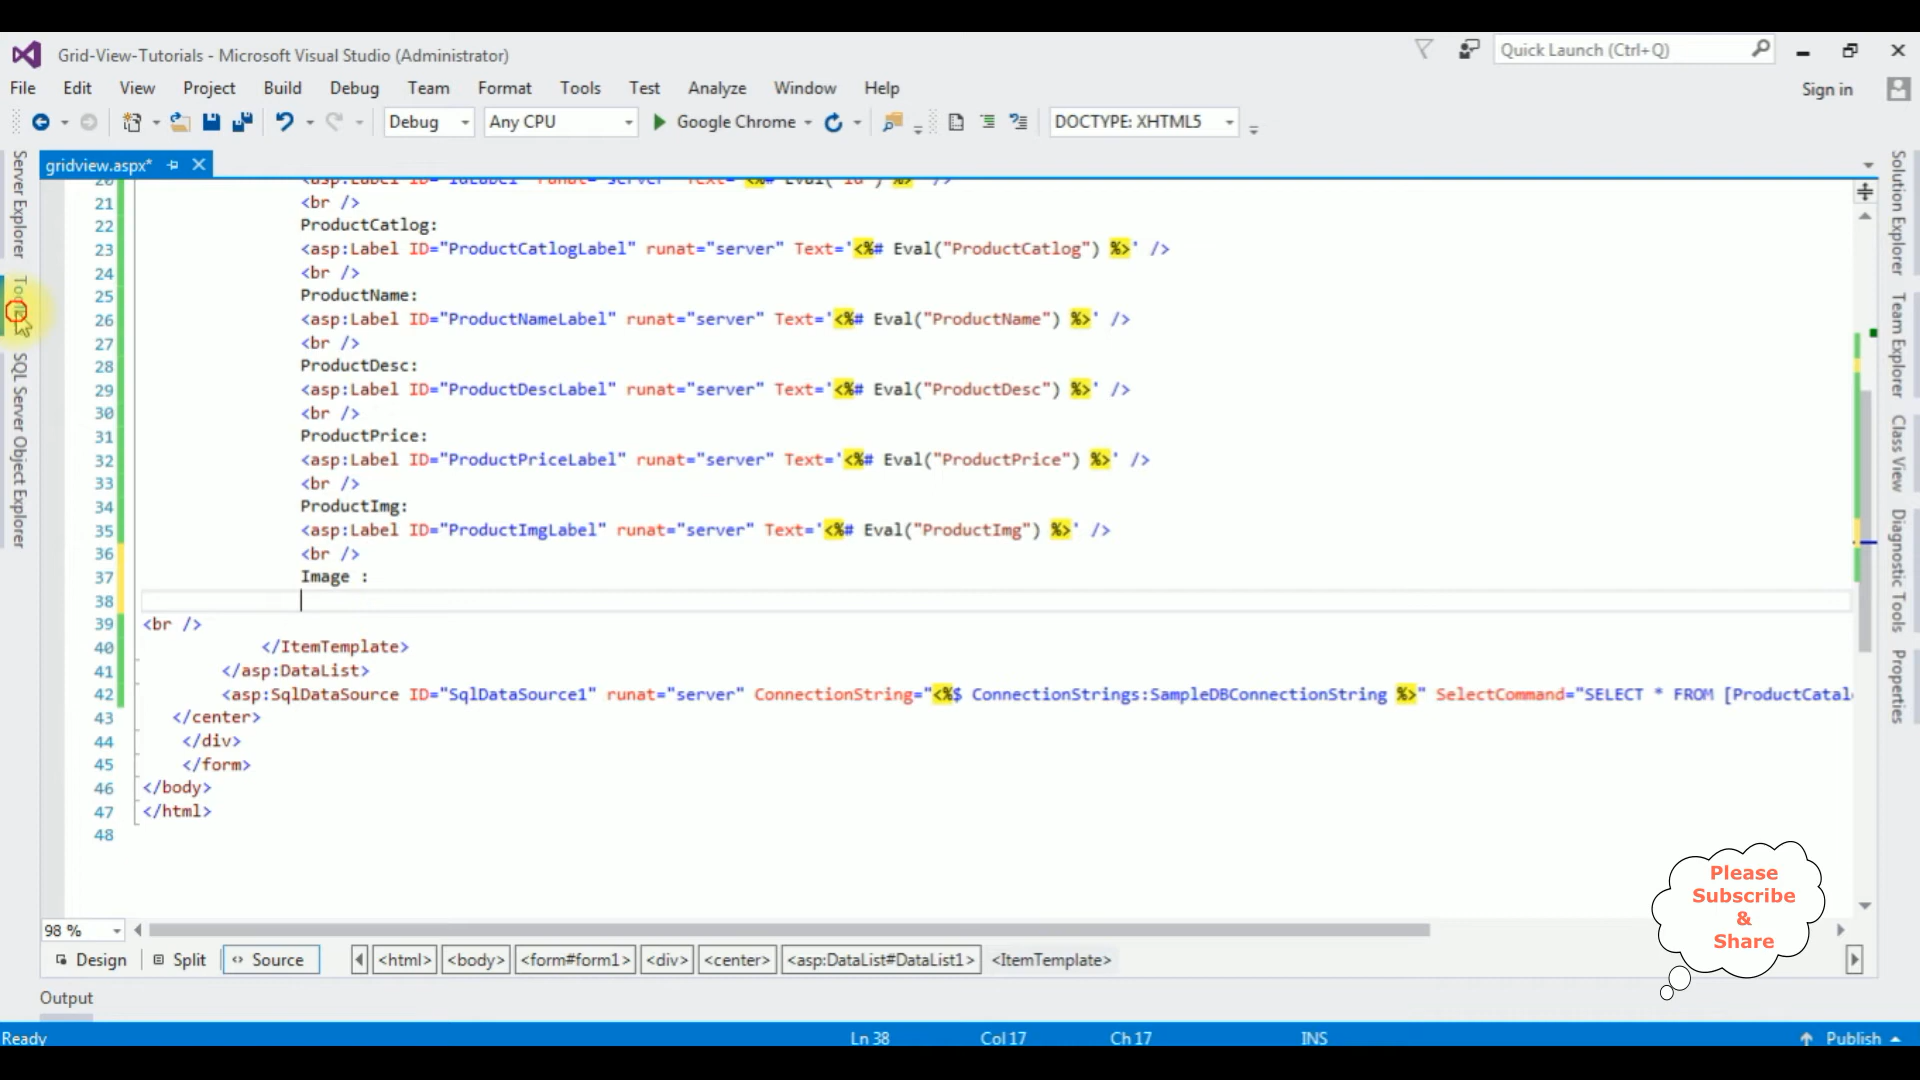 Grid-View-Tutorials - Microsoft Visual Studio (Administrator)
Quick Launch (Ctrl+Q)
File Edit View Project Build Debug Team Format Tools Test Analyze Window Help
Sign in
Debug Any CPU Google Chrome DOCTYPE: XHTML5
gridview.aspx*
Server Explorer
SQL Server Object Explorer
Solution Explorer
Team Explorer
Class View
Diagnostic Tools
Properties
21 <br />
22 ProductCatlog:
23 <asp:Label ID="ProductCatlogLabel" runat="server" Text='<%# Eval("ProductCatlog") %>' />
24 <br />
25 ProductName:
26 <asp:Label ID="ProductNameLabel" runat="server" Text='<%# Eval("ProductName") %>' />
27 <br />
28 ProductDesc:
29 <asp:Label ID="ProductDescLabel" runat="server" Text='<%# Eval("ProductDesc") %>' />
30 <br />
31 ProductPrice:
32 <asp:Label ID="ProductPriceLabel" runat="server" Text='<%# Eval("ProductPrice") %>' />
33 <br />
34 ProductImg:
35 <asp:Label ID="ProductImgLabel" runat="server" Text='<%# Eval("ProductImg") %>' />
36 <br />
37 Image :
38
39 <br />
40 </ItemTemplate>
41 </asp:DataList>
42 <asp:SqlDataSource ID="SqlDataSource1" runat="server" ConnectionString="<%$ ConnectionStrings:SampleDBConnectionString %>" SelectCommand="SELECT * FROM [ProductCatal
43 </center>
44 </div>
45 </form>
46 </body>
47 </html>
48
Please
Subscribe
&
Share
98 %
Design Split Source <html> <body> <form#form1> <div> <center> <asp:DataList#DataList1> <ItemTemplate>
Output
Ready Ln 38 Col 17 Ch 17 INS Publish